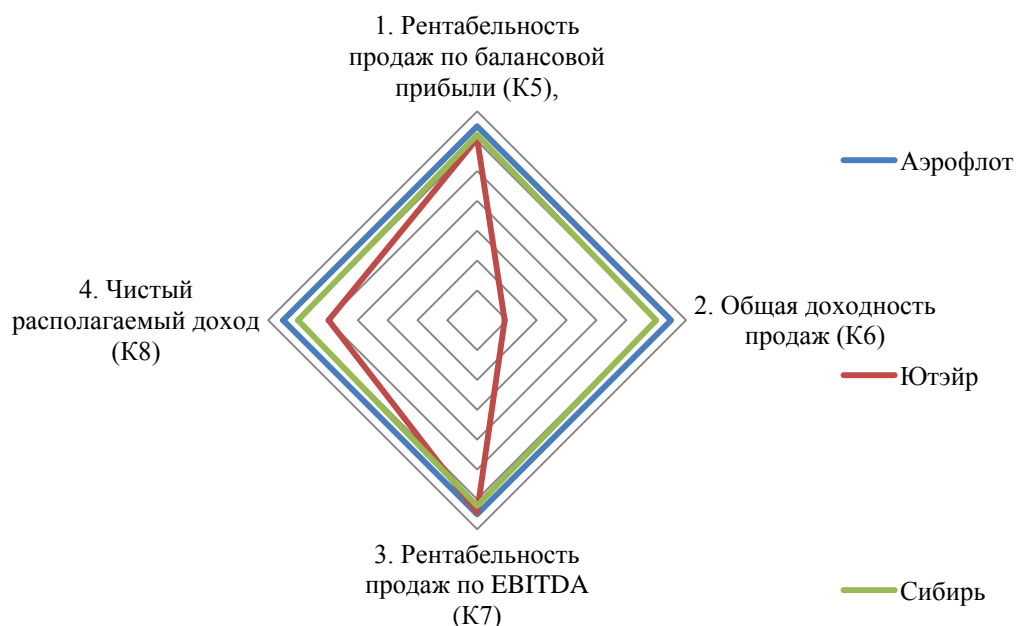 1. Рентабельность
продаж по балансовой
прибыли (К5),
Аэрофлот
4. Чистый
располагаемый доход
(К8)
2. Общая доходность
продаж (К6)
Ютэйр
3. Рентабельность
продаж по EBITDA
(К7)
Сибирь